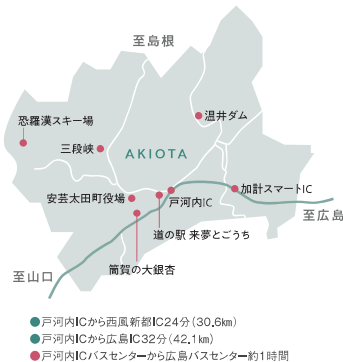 至島根
恐羅漢スキー場
温井ダム
三段峡
AKIOTA
安芸太田町役場
戸河内IC
加計スマートIC
至広島
道の駅 来夢とごうち
筒賀の大銀杏
至山口
●戸河内ICから西風新都IC24分（30.6km）
●戸河内ICから広島IC32分（42.1km）
●戸河内ICバスセンターから広島バスセンター約1時間